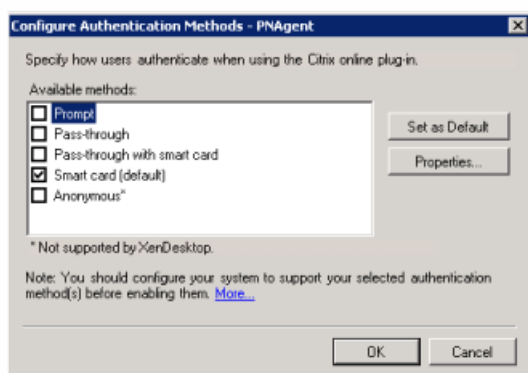 Configure Authentication Methods - PNAgent
Specify how users authenticate when using the Citrix online plug-in.
Available methods:
Prompt
Pass-through
Pass-through with smart card
Smart card (default)
Anonymous*
Set as Default
Properties...
* Not supported by XenDesktop.
Note: You should configure your system to support your selected authentication
method(s) before enabling them. More...
OK
Cancel